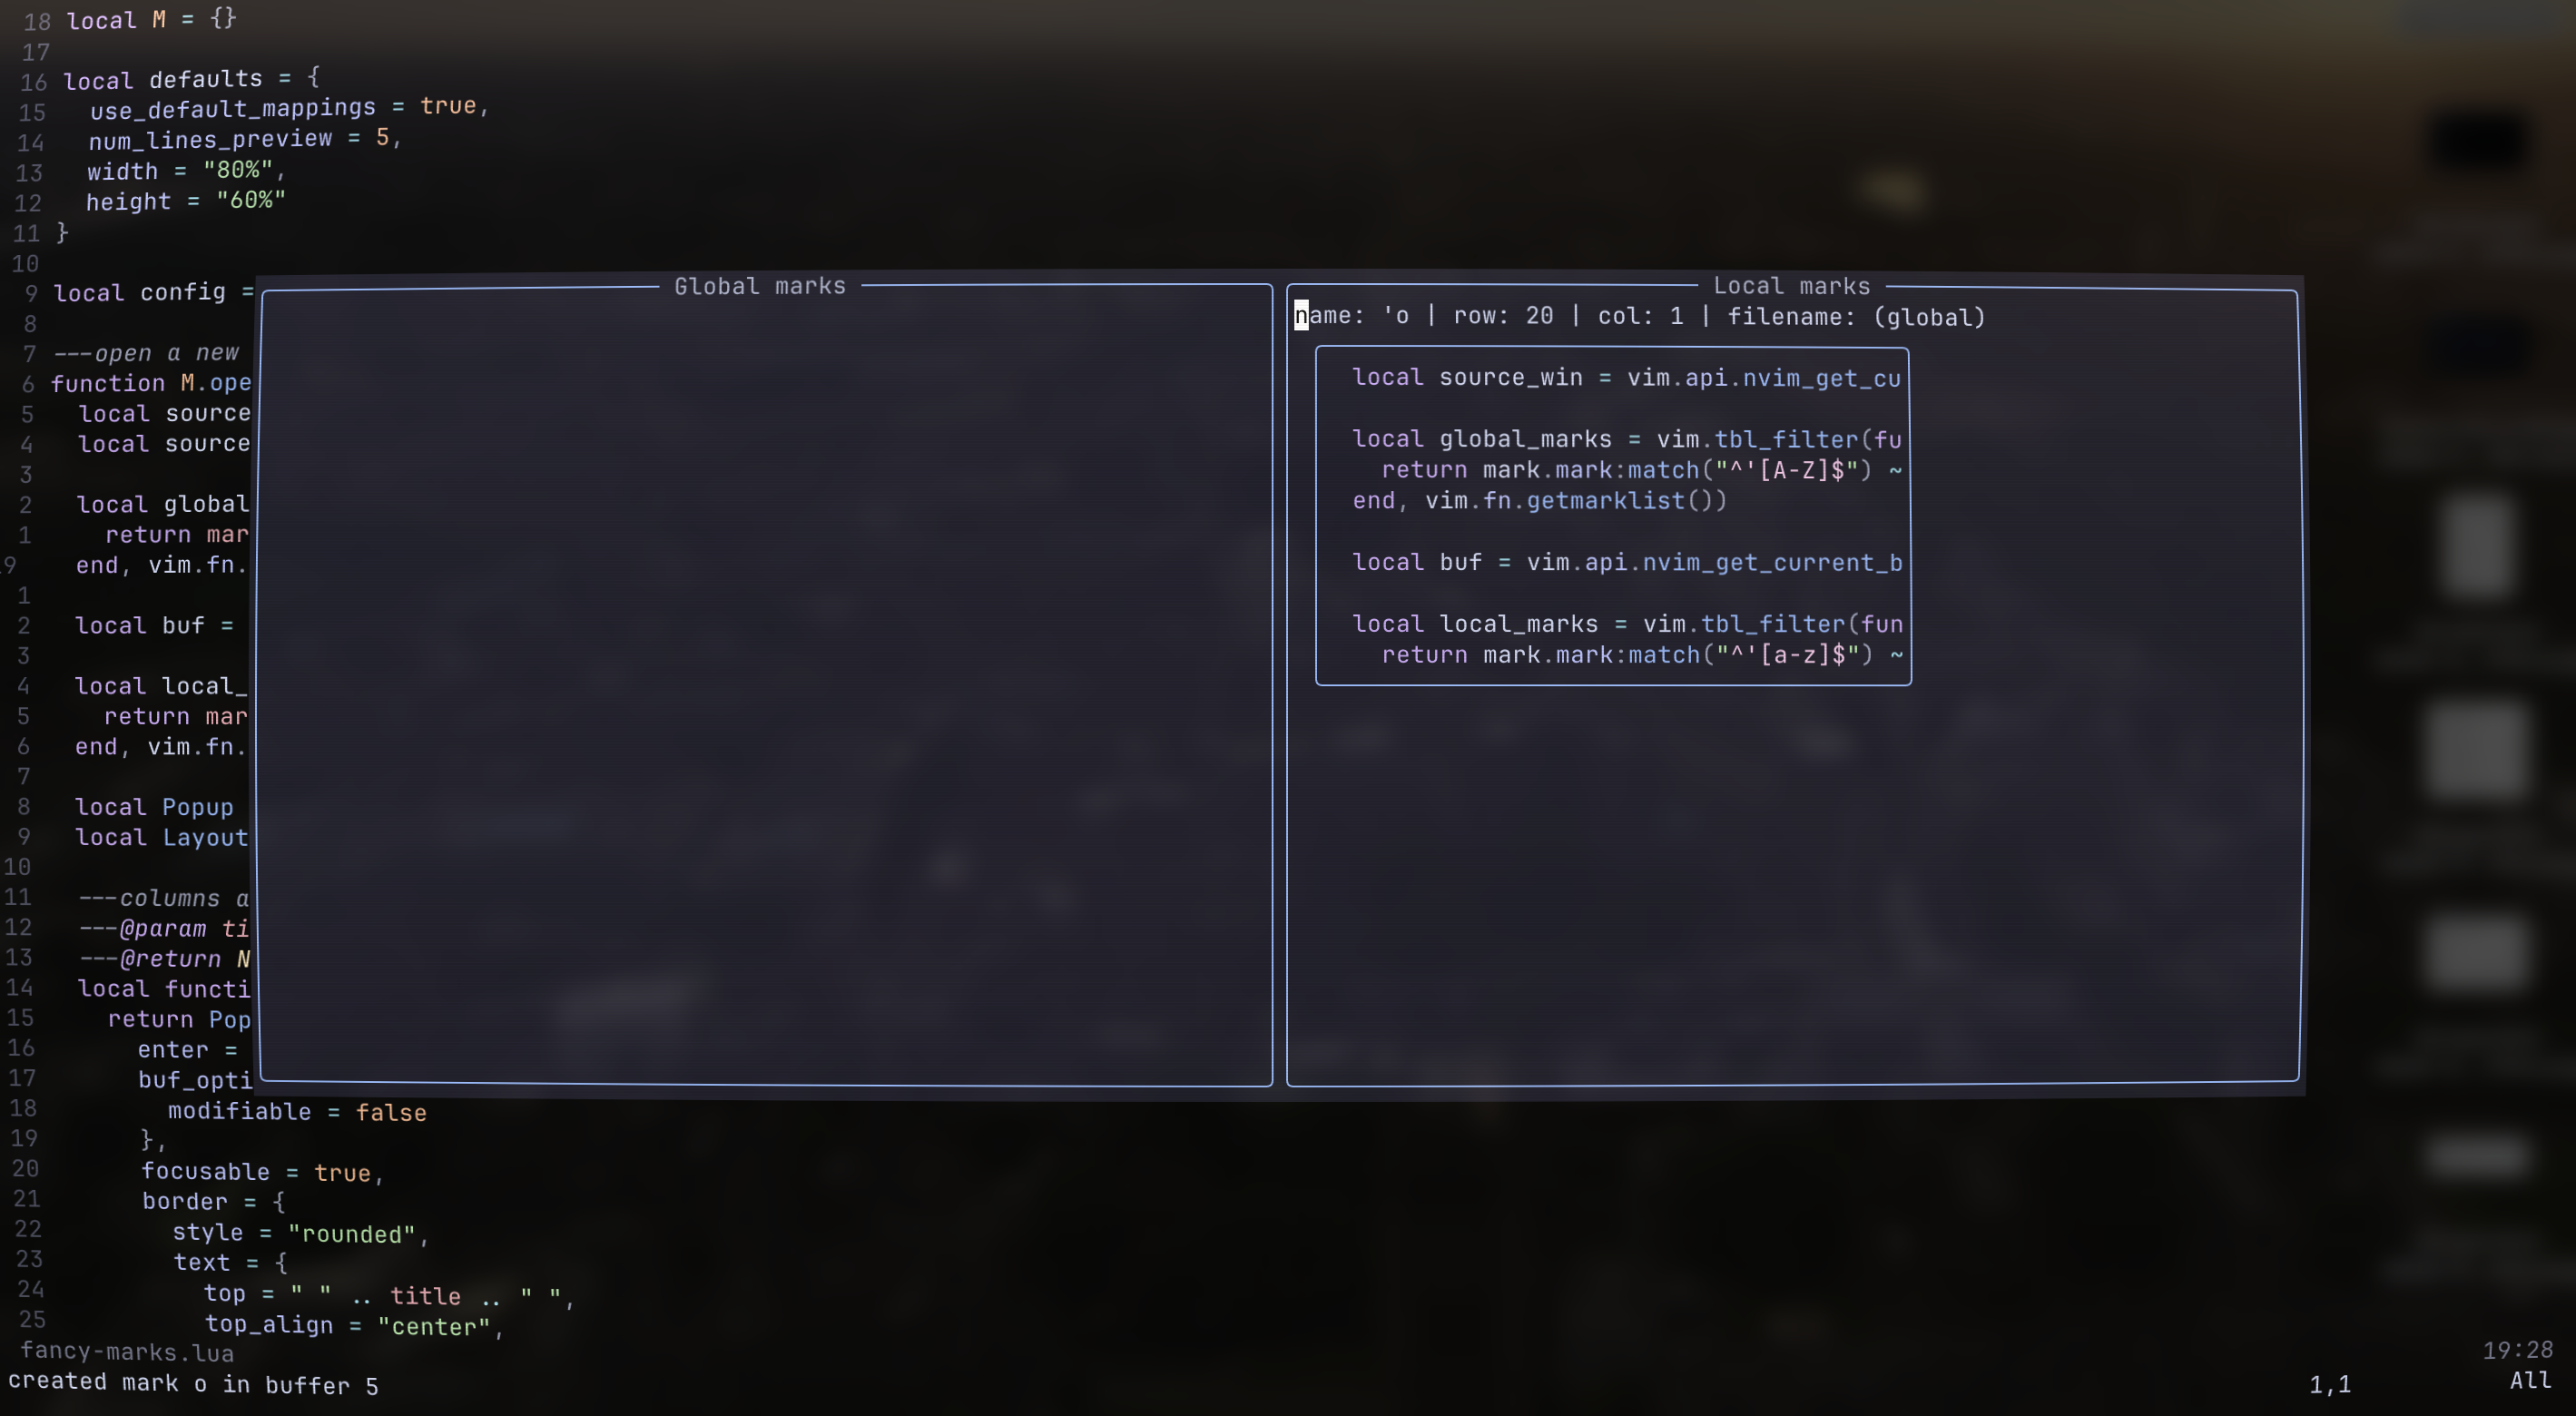 18 local M = {}
17
16 local defaults = {
15 use_default_mappings = true,
14 num_lines_preview = 5,
13 width = "80%",
12 height = "60%"
11 }
10
9 local config =
8
7 ---open a new
6 function M.ope
5 local source
4 local source
3
2 local global
1 return mar
19 end, vim.fn.
1
2 local buf =
3
4 local local_
5 return mar
6 end, vim.fn.
7
8 local Popup
9 local Layout
10
11 ---columns a
12 ---@param ti
13 ---@return N
14 local functi
15 return Pop
16 enter =
17 buf_opti
18 modifiable = false
19 },
20 focusable = true,
21 border = {
22 style = "rounded",
23 text = {
24 top = " " .. title .. " ",
25 top_align = "center",
Global marks
Local marks
name: 'o | row: 20 | col: 1 | filename: (global)
local source_win = vim.api.nvim_get_cu
local global_marks = vim.tbl_filter(fu
return mark.mark:match("^'[A-Z]$") ~
end, vim.fn.getmarklist())
local buf = vim.api.nvim_get_current_b
local local_marks = vim.tbl_filter(fun
return mark.mark:match("^'[a-z]$") ~
fancy-marks.lua
19:28
created mark o in buffer 5
1,1
All